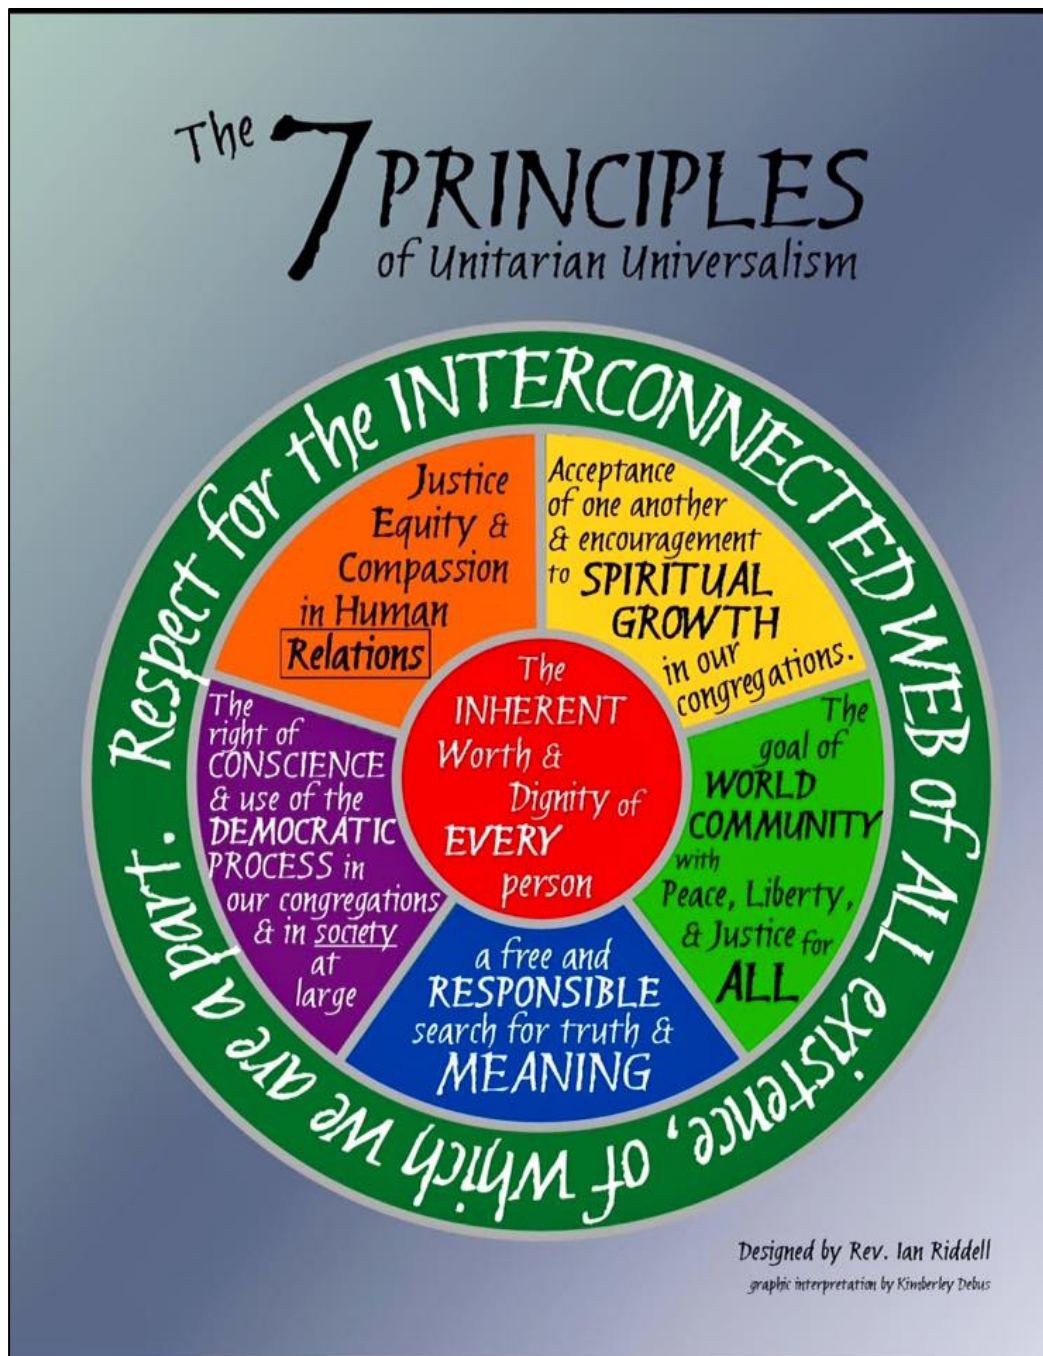 The 7 PRINCIPLES
of Unitarian Universalism
Respect for the INTERCONNECTED WEB of ALL existence, of which we are a part.
Justice
Equity &
Compassion
in Human
Relations
Acceptance
of one another
& encouragement
to SPIRITUAL
GROWTH
in our
congregations.
The
right of
CONSCIENCE
& use of the
DEMOCRATIC
PROCESS in
our congregations
& in society
at
large
The
INHERENT
Worth &
Dignity of
EVERY
person
The
goal of
WORLD
COMMUNITY
with
Peace, Liberty,
& Justice for
ALL
a free and
RESPONSIBLE
search for truth &
MEANING
Designed by Rev. Ian Riddell
graphic interpretation by Kimberley Debus